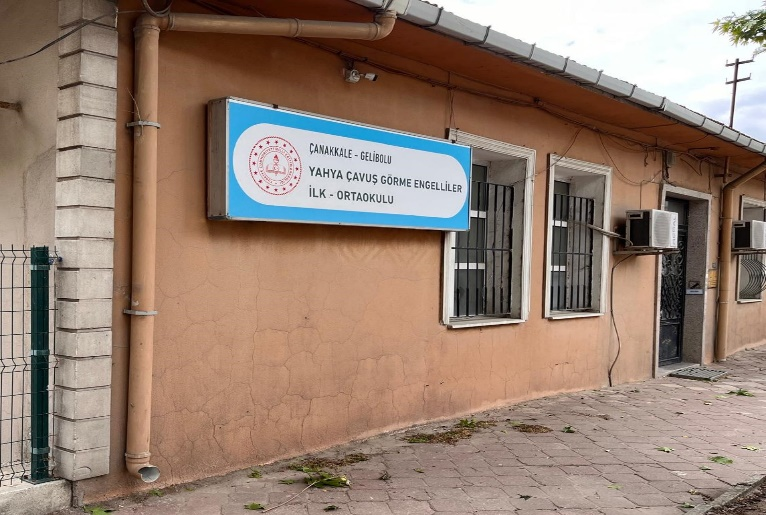 ÇANAKKALE - GELİBOLU
YAHYA ÇAVUŞ GÖRME ENGELLİLER
İLK - ORTAOKULU